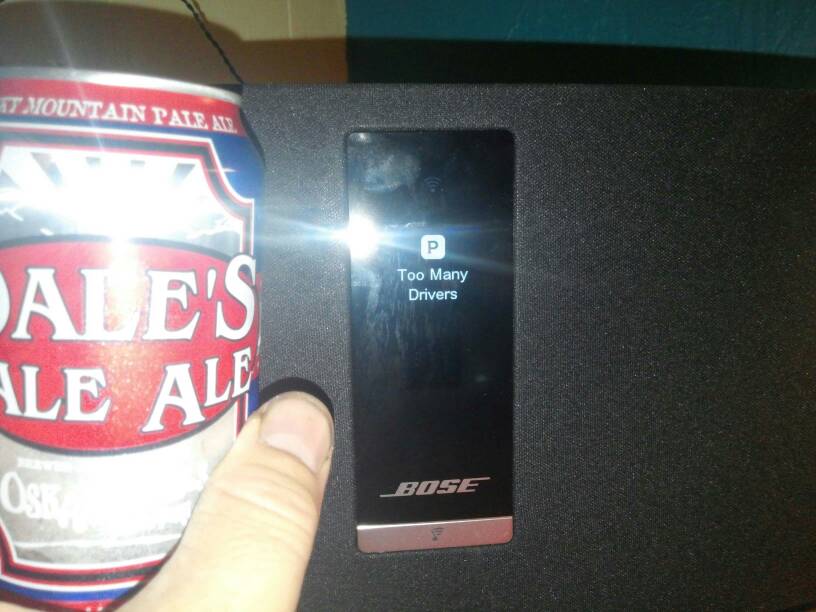 MOUNTAIN PALE ALE
DALE'S
PALE ALE
P
Too Many
Drivers
BOSE